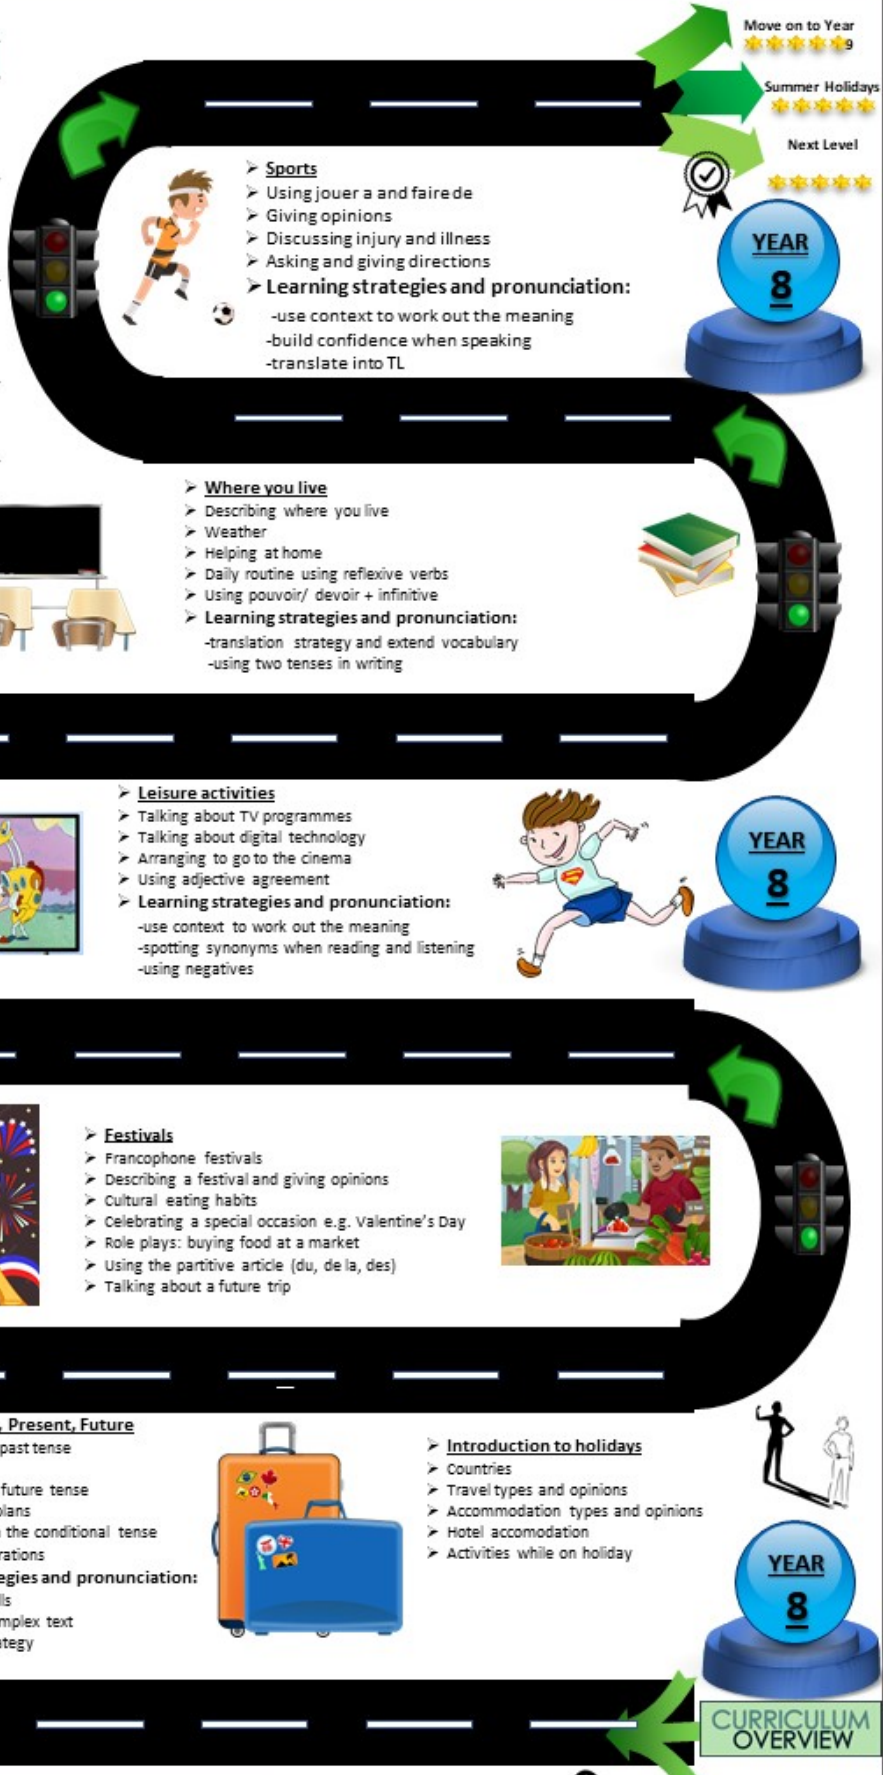 Move on to Year
9
Summer Holidays
Next Level
➢ Sports
➢ Using jouer a and faire de
➢ Giving opinions
➢ Discussing injury and illness
➢ Asking and giving directions
➢ Learning strategies and pronunciation:
-use context to work out the meaning
-build confidence when speaking
-translate into TL
YEAR
8
➢ Where you live
➢ Describing where you live
➢ Weather
➢ Helping at home
➢ Daily routine using reflexive verbs
➢ Using pouvoir/ devoir + infinitive
➢ Learning strategies and pronunciation:
-translation strategy and extend vocabulary
-using two tenses in writing
➢ Leisure activities
➢ Talking about TV programmes
➢ Talking about digital technology
➢ Arranging to go to the cinema
➢ Using adjective agreement
➢ Learning strategies and pronunciation:
-use context to work out the meaning
-spotting synonyms when reading and listening
-using negatives
YEAR
8
➢ Festivals
➢ Francophone festivals
➢ Describing a festival and giving opinions
➢ Cultural eating habits
➢ Celebrating a special occasion e.g. Valentine's Day
➢ Role plays: buying food at a market
➢ Using the partitive article (du, de la, des)
➢ Talking about a future trip
, Present, Future
past tense
future tense
plans
the conditional tense
rations
egies and pronunciation:
lls
mplex text
ategy
➢ Introduction to holidays
➢ Countries
➢ Travel types and opinions
➢ Accommodation types and opinions
➢ Hotel accomodation
➢ Activities while on holiday
YEAR
8
CURRICULUM
OVERVIEW